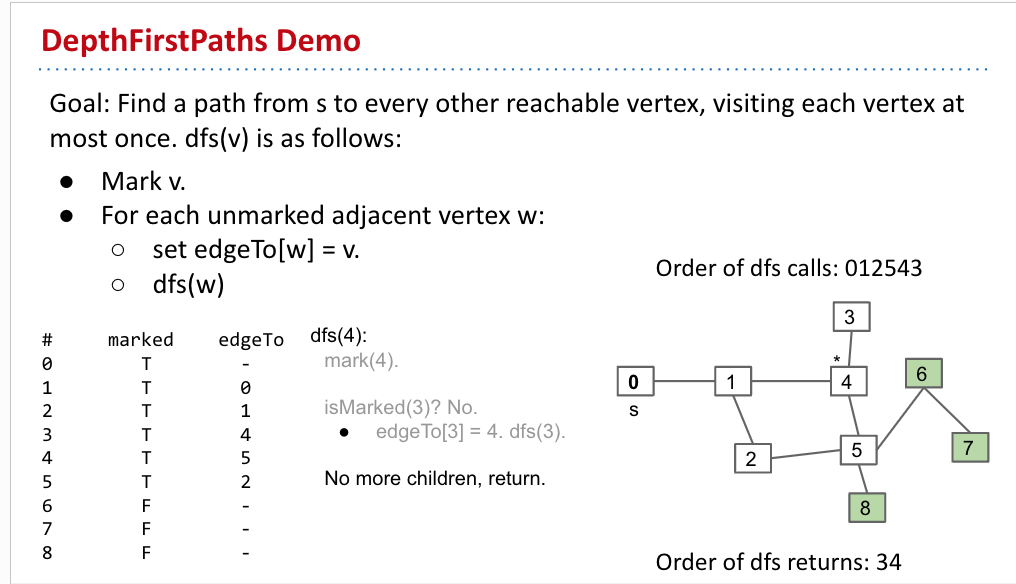 DepthFirstPaths Demo
Goal: Find a path from s to every other reachable vertex, visiting each vertex at
most once. dfs(v) is as follows:
● Mark v.
● For each unmarked adjacent vertex w:
○ set edgeTo[w] = v.
○ dfs(w)
# marked edgeTo
0 T -
1 T 0
2 T 1
3 T 4
4 T 5
5 T 2
6 F -
7 F -
8 F -
dfs(4):
mark(4).
isMarked(3)? No.
● edgeTo[3] = 4. dfs(3).
No more children, return.
Order of dfs calls: 012543
3
*
0
1
4
6
s
2
5
7
8
Order of dfs returns: 34